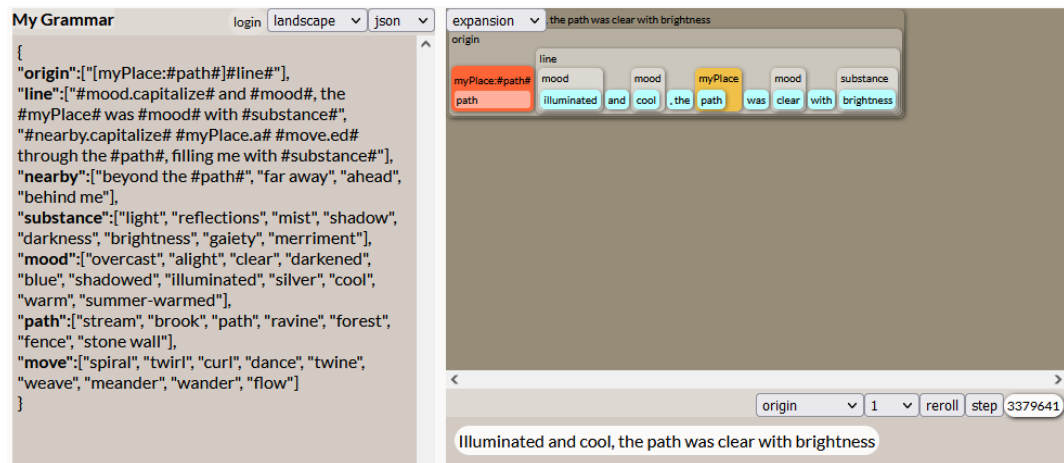 My Grammar login landscape json
{
"origin":["[myPlace:#path#]#line#"],
"line":["#mood.capitalize# and #mood#, the
#myPlace# was #mood# with #substance#",
"#nearby.capitalize# #myPlace.a# #move.ed#
through the #path#, filling me with #substance#"],
"nearby":["beyond the #path#", "far away", "ahead",
"behind me"],
"substance":["light", "reflections", "mist", "shadow",
"darkness", "brightness", "gaiety", "merriment"],
"mood":["overcast", "alight", "clear", "darkened",
"blue", "shadowed", "illuminated", "silver", "cool",
"warm", "summer-warmed"],
"path":["stream", "brook", "path", "ravine", "forest",
"fence", "stone wall"],
"move":["spiral", "twirl", "curl", "dance", "twine",
"weave", "meander", "wander", "flow"]
}
expansion , the path was clear with brightness
origin
line
myPlace:#path# mood mood myPlace mood substance
path illuminated and cool , the path was clear with brightness
origin 1 reroll step 3379641
Illuminated and cool, the path was clear with brightness